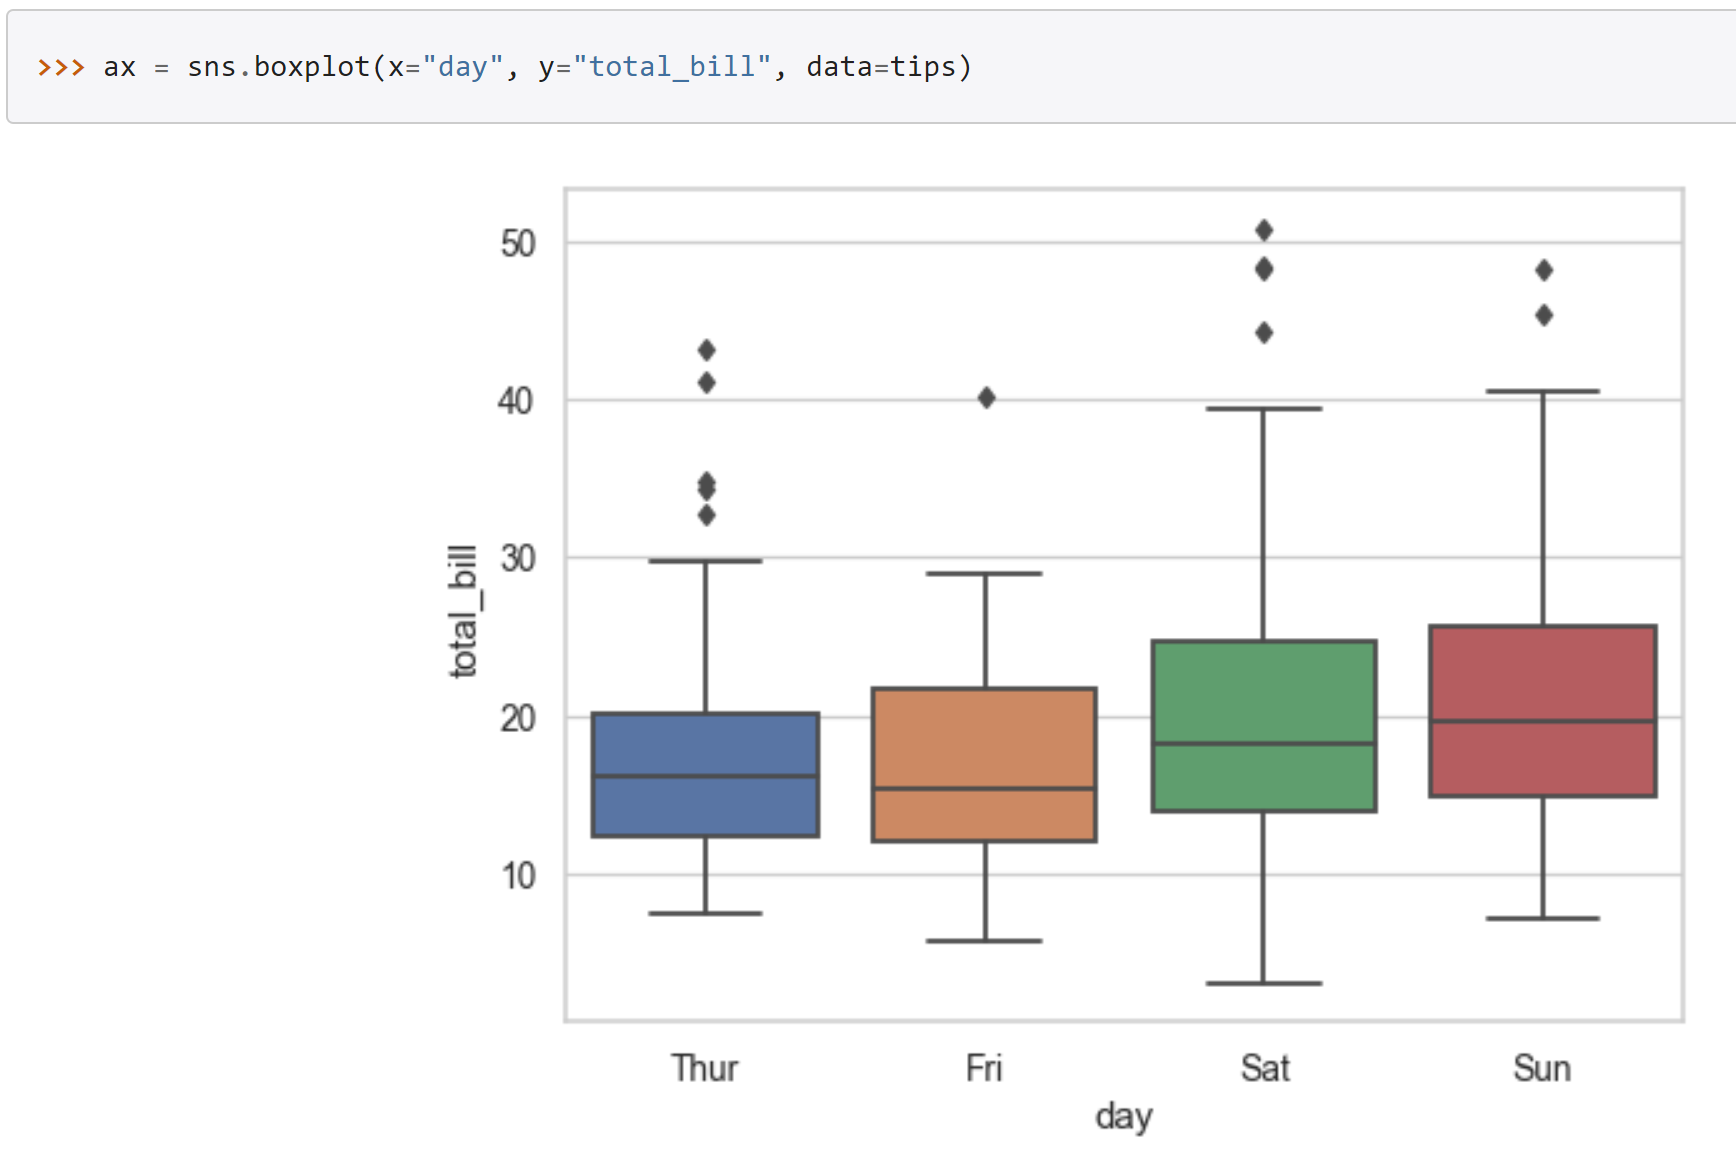 >>> ax = sns.boxplot(x="day", y="total_bill", data=tips)
50
40
30
20
10
total_bill
Thur Fri Sat Sun
day